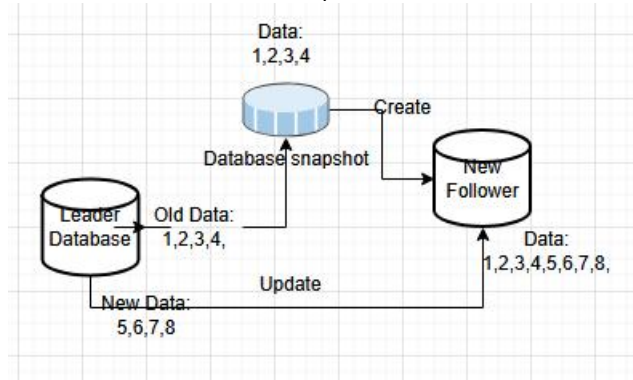 Data:
1,2,3,4
Create
Database snapshot
New
Follower
Leader
Database
Old Data:
1,2,3,4,
Data:
1,2,3,4,5,6,7,8,
Update
New Data:
5,6,7,8